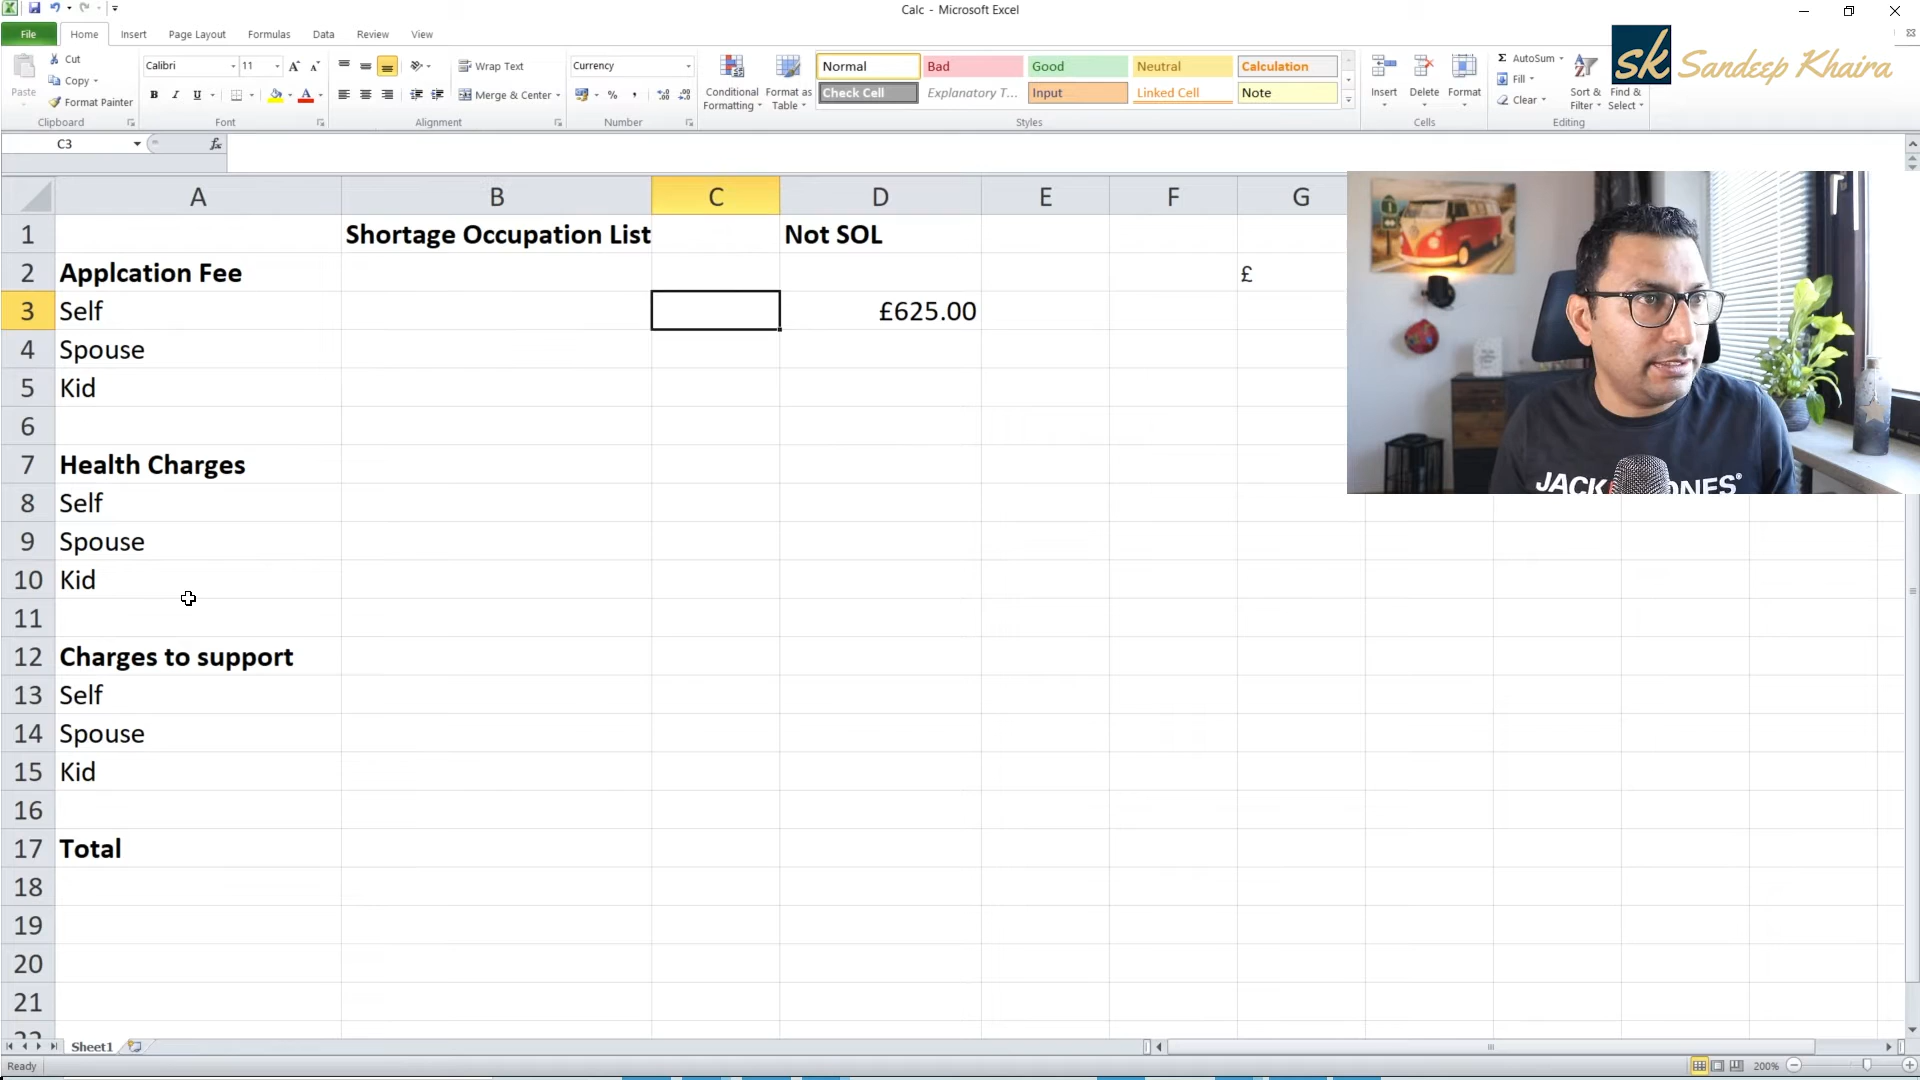 Calc - Microsoft Excel
File Home Insert Page Layout Formulas Data Review View
sk Sandeep Khaira
Paste
Cut
Copy
Format Painter
Clipboard
Calibri 11
B I U
Font
Wrap Text
Merge & Center
Alignment
Currency
Number
Conditional Formatting
Format as Table
Normal Bad Good Neutral Calculation
Check Cell Explanatory T... Input Linked Cell Note
Styles
Insert Delete Format
Cells
AutoSum
Fill
Clear
Sort & Filter
Find & Select
Editing
C3 fx
A B C D E F G
1 Shortage Occupation List Not SOL
2 Applcation Fee £
3 Self £625.00
4 Spouse
5 Kid
6
7 Health Charges
8 Self
9 Spouse
10 Kid
11
12 Charges to support
13 Self
14 Spouse
15 Kid
16
17 Total
18
19
20
21
22
JACK JONES
Sheet1
Ready 200%